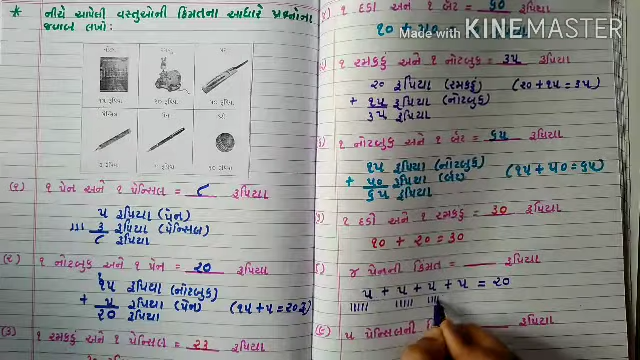 * નીચે આપેલી વસ્તુઓની કિંમતના આધારે પ્રશ્નોના
જવાબ લખો:
(૧) ૧ પેન અને ૧ પેન્સિલ = ૮ રૂપિયા
૫ રૂપિયા (પેન)
૩ રૂપિયા (પેન્સિલ)
૮ રૂપિયા
(૨) ૧ નોટબુક અને ૧ પેન = ૨૦ રૂપિયા
૧૫ રૂપિયા (નોટબુક)
+ ૫ રૂપિયા (પેન) (૧૫+૫=૨૦રૂ)
૨૦ રૂપિયા
(૩) ૧ રમકડું અને ૧ પેન્સિલ = ૨૩ રૂપિયા
૧ દડી અને ૧ બેટ = ૬૦ રૂપિયા
Made With
KINEMASTER
૧ રમકડું અને ૧ નોટબુક = ૩૫ રૂપિયા
૨૦ રૂપિયા (રમકડું) (૨૦+૧૫=૩૫)
+ ૧૫ રૂપિયા (નોટબુક)
૩૫ રૂપિયા
૧ નોટબુક અને ૧ બેટ = ૬૫ રૂપિયા
૧૫ રૂપિયા (નોટબુક)
+ ૫૦ રૂપિયા (બેટ) (૧૫+૫૦=૬૫)
૬૫ રૂપિયા
૧ દડી અને ૧ રમકડું = ૩૦ રૂપિયા
૧૦ + ૨૦ = ૩૦
૪ પેનની કિંમત = રૂપિયા
૫ + ૫ + ૫ + ૫ = ૨૦
(૯) ૫ પેન્સિલની રૂપિયા